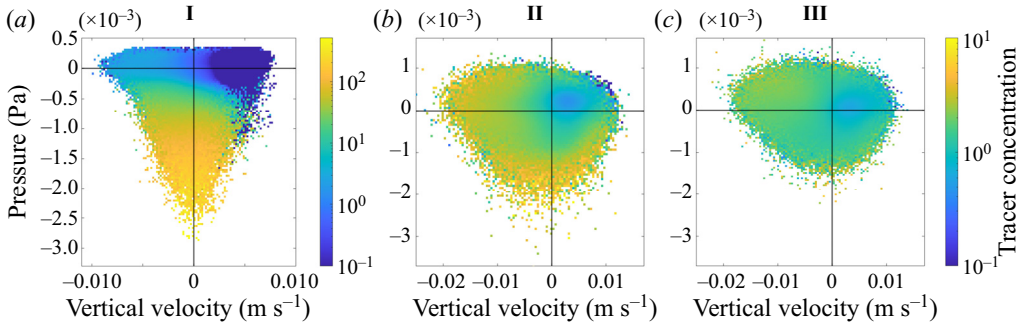 (a) (×10⁻³) I
0.5
0
−0.5
−1.0
−1.5
−2.0
−2.5
−3.0
Pressure (Pa)
−0.010 0 0.010
Vertical velocity (m s⁻¹)
10²
10¹
10⁰
10⁻¹
(b) (×10⁻³) II
1
0
−1
−2
−3
−0.02 −0.01 0 0.01
Vertical velocity (m s⁻¹)
(c) (×10⁻³) III
1
0
−1
−2
−3
−0.02 −0.01 0 0.01
Vertical velocity (m s⁻¹)
10¹
10⁰
10⁻¹
Tracer concentration